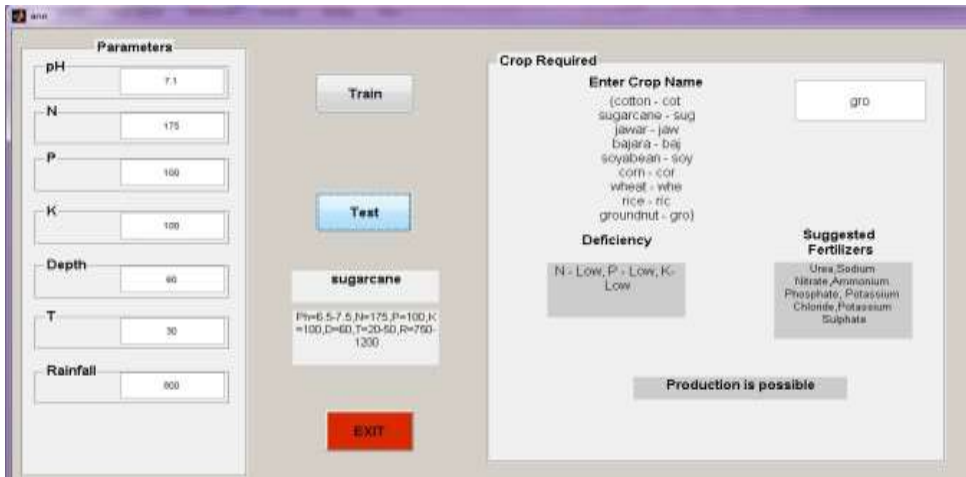 ann
Parameters
pH
7.1
N
175
P
100
K
100
Depth
60
T
30
Rainfall
800
Train
Test
sugarcane
Ph=6.5-7.5,N=175,P=100,K
=100,D=60,T=20-50,R=750-
1200
EXIT
Crop Required
Enter Crop Name
(cotton - cot
sugarcane - sug
jawar - jaw
bajara - baj
soyabean - soy
corn - cor
wheat - whe
rice - ric
groundnut - gro)
gro
Deficiency
N - Low, P - Low, K-
Low
Suggested
Fertilizers
Urea,Sodium
Nitrate,Ammonium
Phosphate, Potassium
Chloride,Potassium
Sulphate
Production is possible